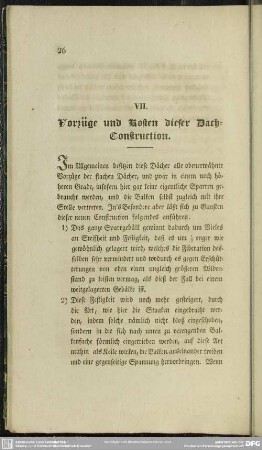 26
VII.
Vorzüge und Kosten dieser Dach-
Construction.
Im Allgemeinen besitzen diese Dächer alle obenerwähnte
Vorzüge der flachen Dächer, und zwar in einem noch hö-
heren Grade, insofern hier gar keine eigentliche Sparren ge-
braucht werden, und die Balken selbst zugleich mit ihre
Stelle vertreten. In's Besondere aber läßt sich zu Gunsten
dieser neuen Construction folgendes anführen:
1) Das ganze Sparrgebälk gewinnt dadurch um Vieles
an Steifheit und Festigkeit, daß es um enger wie
gewöhnlich gelagert wird, welches die Vibration des-
selben sehr vermindert und wodurch es gegen Erschüt-
terungen von oben einen ungleich größeren Wider-
stand zu leisten vermag, als dieß der Fall bei einem
weitgelagerten Gebälke ist.
2) Diese Festigkeit wird noch mehr gesteigert, durch
die Art, wie hier die Staaken eingebracht wer-
den, indem solche nämlich nicht bloß eingeschoben,
sondern in die sich nach unten zu verengenden Bal-
kenfache förmlich eingetrieben werden, auf diese Art
mithin als Keile wirken, die Balken auseinander treiben
und eine gegenseitige Spannung hervorbringen. Wenn